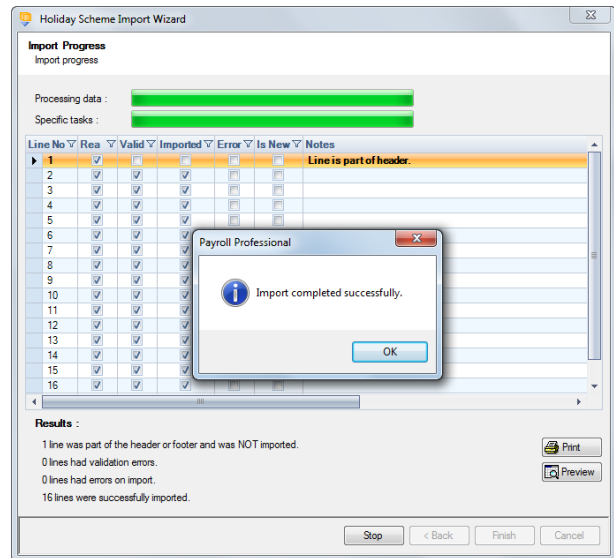 Holiday Scheme Import Wizard
Import Progress
Import progress
Processing data :
Specific tasks :
Line No Rea Valid Imported Error Is New Notes
1 Line is part of header.
2
3
4
5
6
7
8
9
10
11
12
13
14
15
16
Payroll Professional
Import completed successfully.
OK
Results :
1 line was part of the header or footer and was NOT imported.
0 lines had validation errors.
0 lines had errors on import.
16 lines were successfully imported.
Print
Preview
Stop < Back Finish Cancel